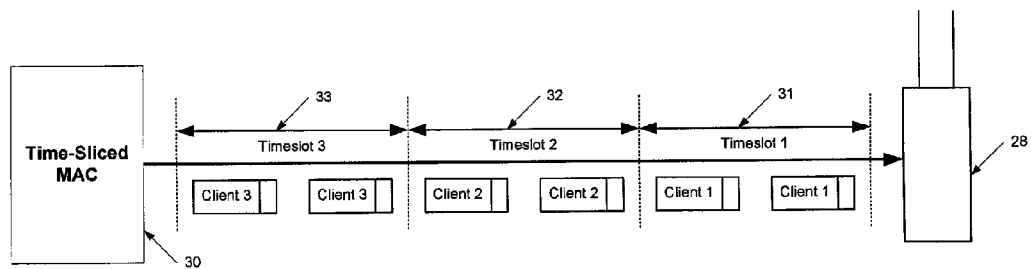 33
32
31
Timeslot 3
Timeslot 2
Timeslot 1
28
Time-Sliced
MAC
Client 3
Client 3
Client 2
Client 2
Client 1
Client 1
30